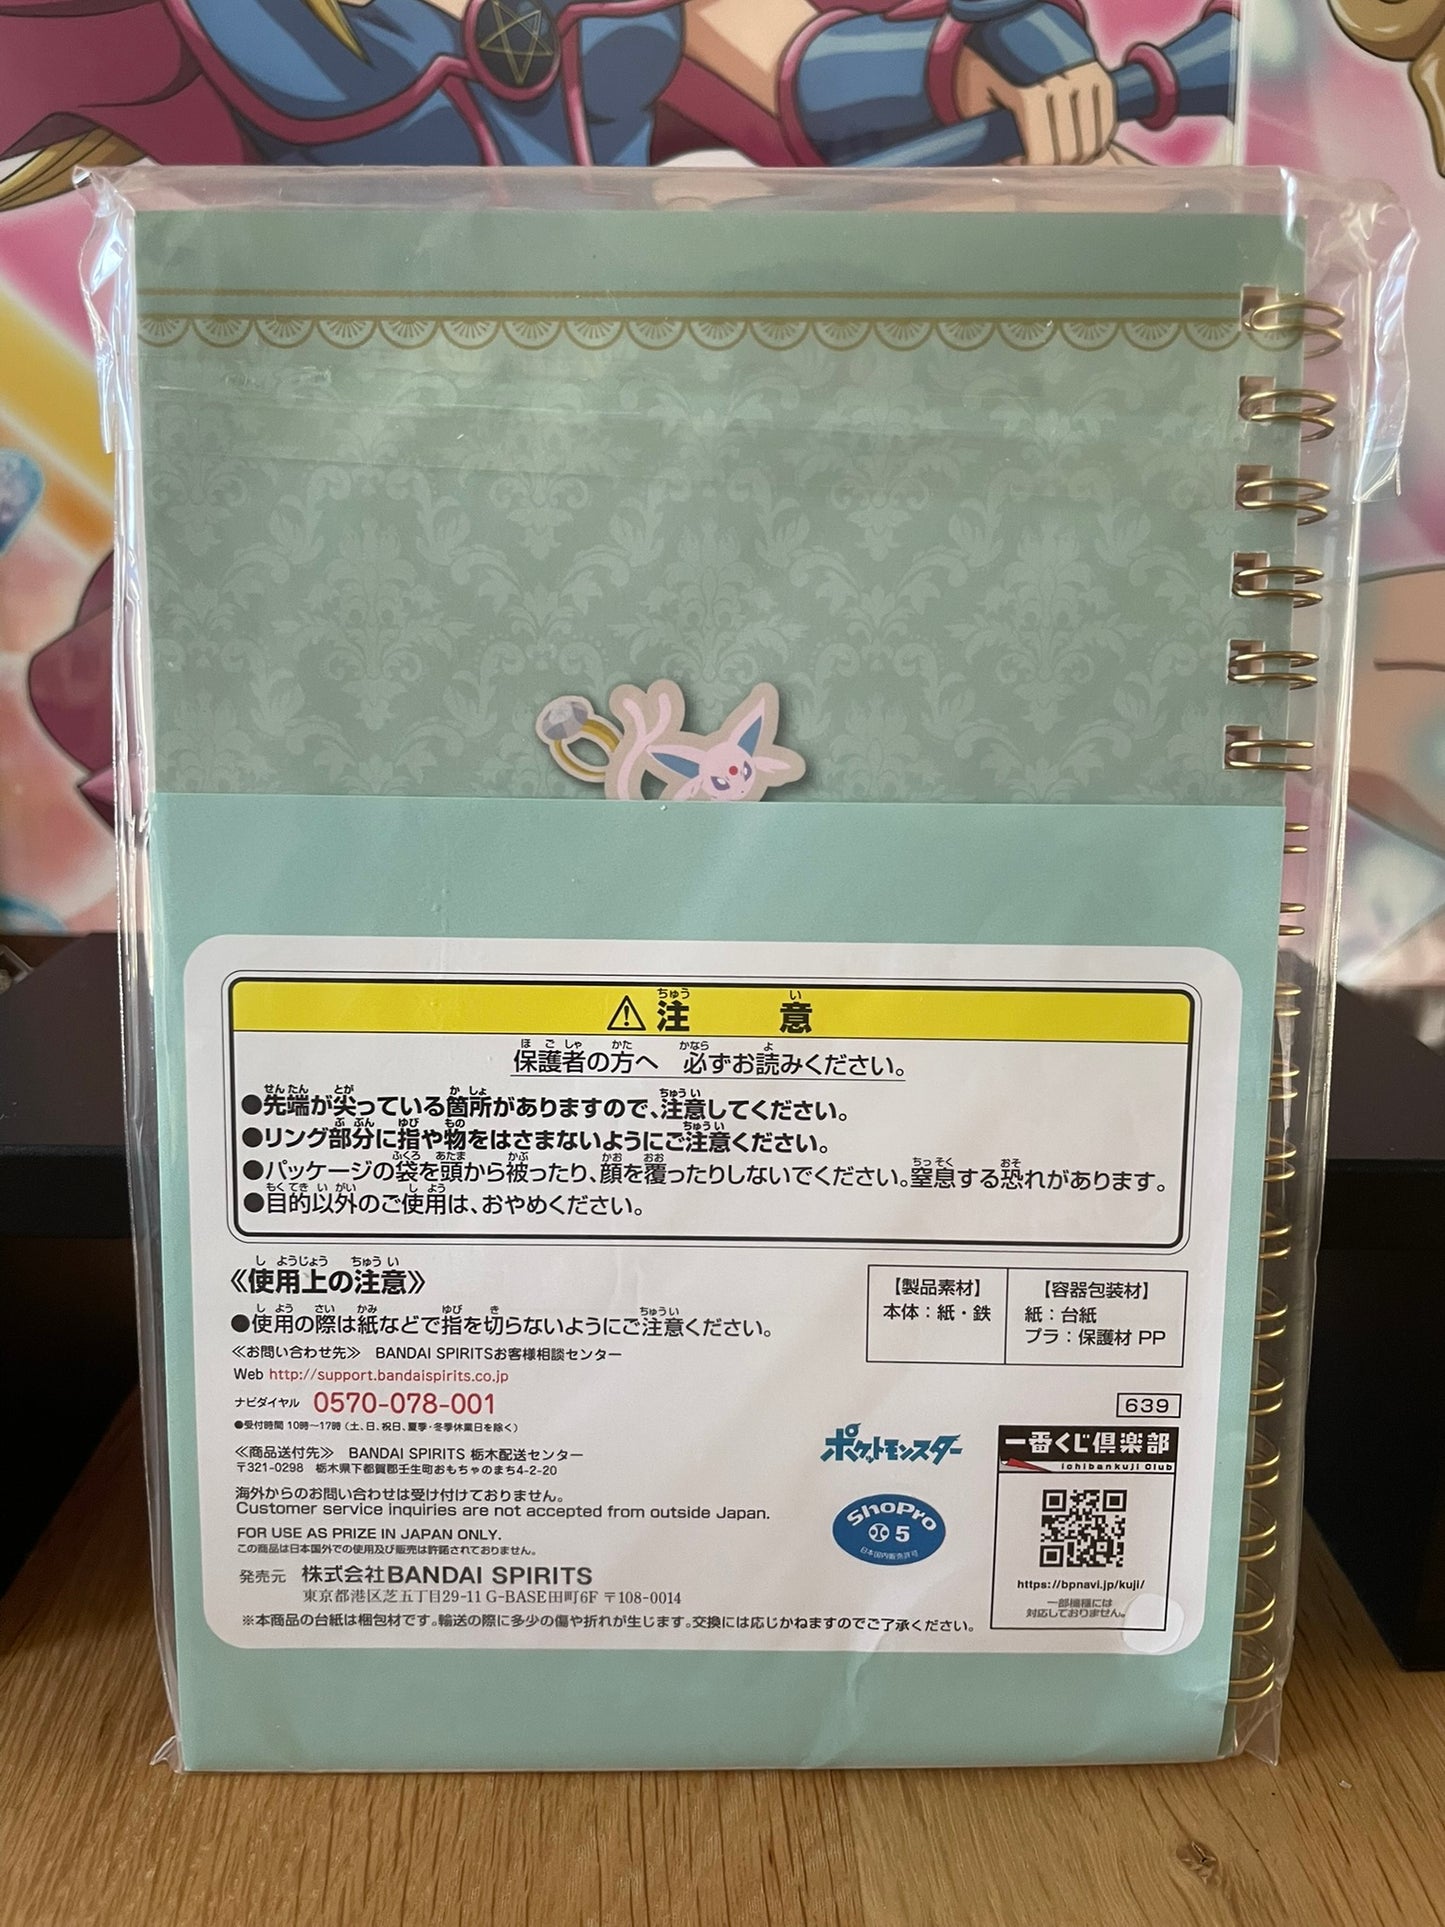 ⚠注意
保護者の方へ 必ずお読みください。
●先端が尖っている箇所がありますので、注意してください。
●リング部分に指や物をはさまないようにご注意ください。
●パッケージの袋を頭から被ったり、顔を覆ったりしないでください。窒息する恐れがあります。
●目的以外のご使用は、おやめください。
《使用上の注意》
●使用の際は紙などで指を切らないようにご注意ください。
≪お問い合わせ先≫ BANDAI SPIRITSお客様相談センター
Web http://support.bandaispirits.co.jp
ナビダイヤル 0570-078-001
●受付時間 10時〜17時 (土、日、祝日、夏季・冬季休業日を除く)
≪商品送付先≫ BANDAI SPIRITS 栃木配送センター
〒321-0298 栃木県下都賀郡壬生町おもちゃのまち4-2-20
海外からのお問い合わせは受け付けておりません。
Customer service inquiries are not accepted from outside Japan.
FOR USE AS PRIZE IN JAPAN ONLY.
この商品は日本国外での使用及び販売は許諾されておりません。
発売元 株式会社BANDAI SPIRITS
東京都港区芝五丁目29-11 G-BASE田町6F 〒108-0014
※本商品の台紙は梱包材です。輸送の際に多少の傷や折れが生じます。交換には応じかねますのでご了承ください。
【製品素材】
本体：紙・鉄
【容器包装材】
紙：台紙
プラ：保護材 PP
639
ポケットモンスター
ShoPro
5
日本国内販売許可
一番くじ倶楽部
ichibankuji Club
https://bpnavi.jp/kuji/
一部機種には
対応しておりません。